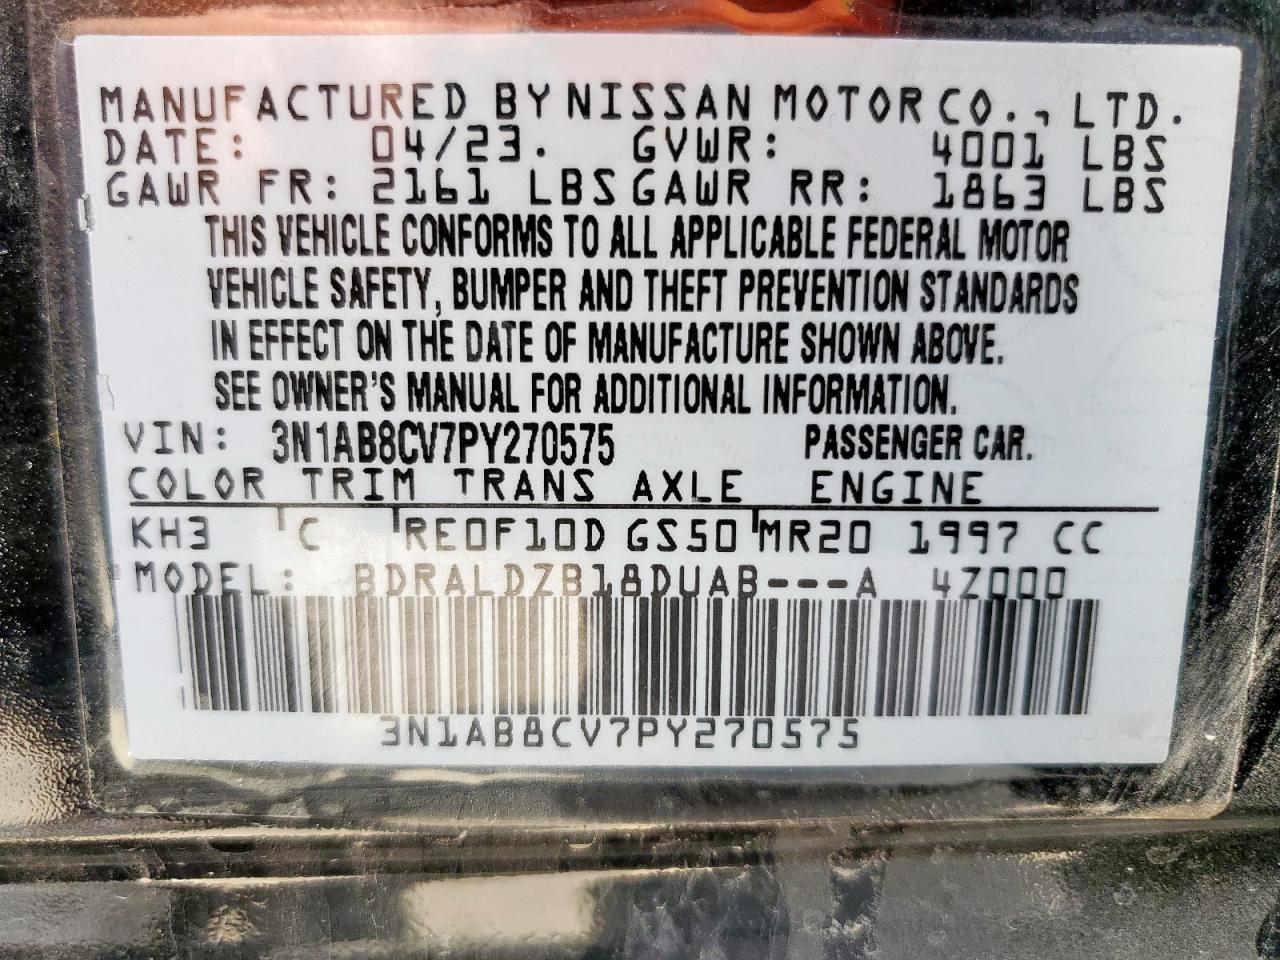 MANUFACTURED BY NISSAN MOTOR CO., LTD.
DATE: 04/23. GVWR: 4001 LBS
GAWR FR: 2161 LBS GAWR RR: 1863 LBS
THIS VEHICLE CONFORMS TO ALL APPLICABLE FEDERAL MOTOR
VEHICLE SAFETY, BUMPER AND THEFT PREVENTION STANDARDS
IN EFFECT ON THE DATE OF MANUFACTURE SHOWN ABOVE.
SEE OWNER'S MANUAL FOR ADDITIONAL INFORMATION.
VIN: 3N1AB8CV7PY270575 PASSENGER CAR.
COLOR TRIM TRANS AXLE ENGINE
KH3 C RE0F10D GS50 MR20 1997 CC
MODEL: BDRALDZB18DUAB---A 4Z000
3N1AB8CV7PY270575